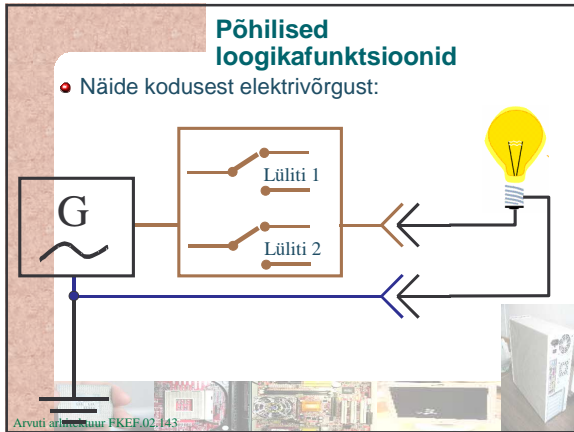 Põhilised
loogikafunktsioonid
Näide kodusest elektrivõrgust:
Lüliti 1
G
Lüliti 2
Arvuti arhitektuur FKEF.02.143